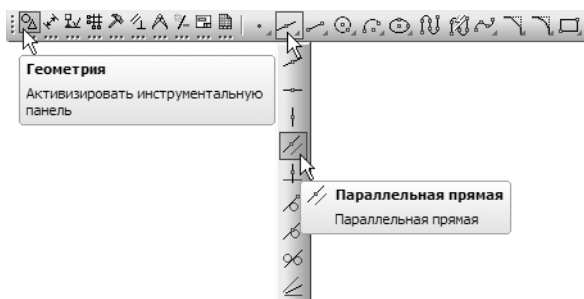 Геометрия
Активизировать инструментальную
панель
Параллельная прямая
Параллельная прямая